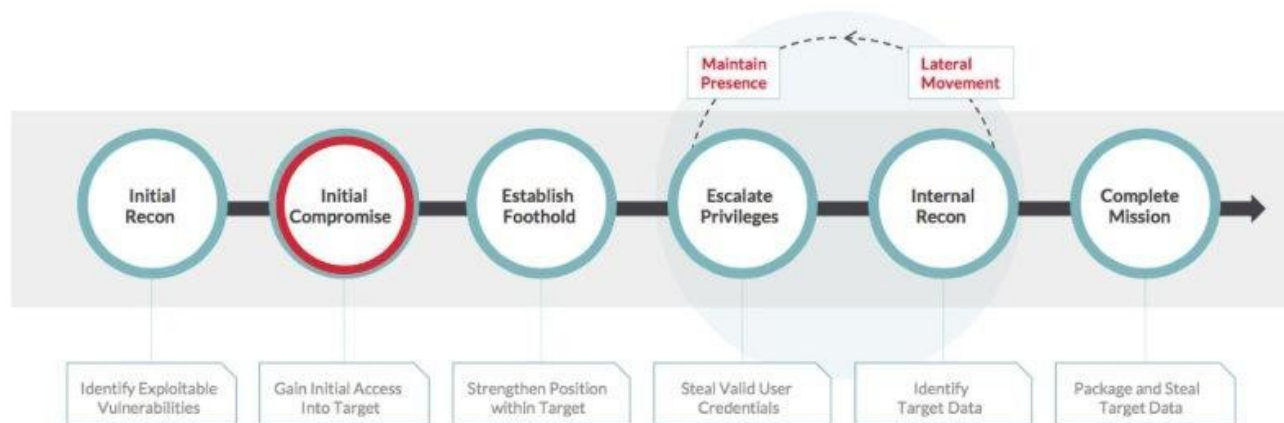 Maintain
Presence
Lateral
Movement
Initial
Recon
Initial
Compromise
Establish
Foothold
Escalate
Privileges
Internal
Recon
Complete
Mission
Identify Exploitable
Vulnerabilities
Gain Initial Access
Into Target
Strengthen Position
within Target
Steal Valid User
Credentials
Identify
Target Data
Package and Steal
Target Data